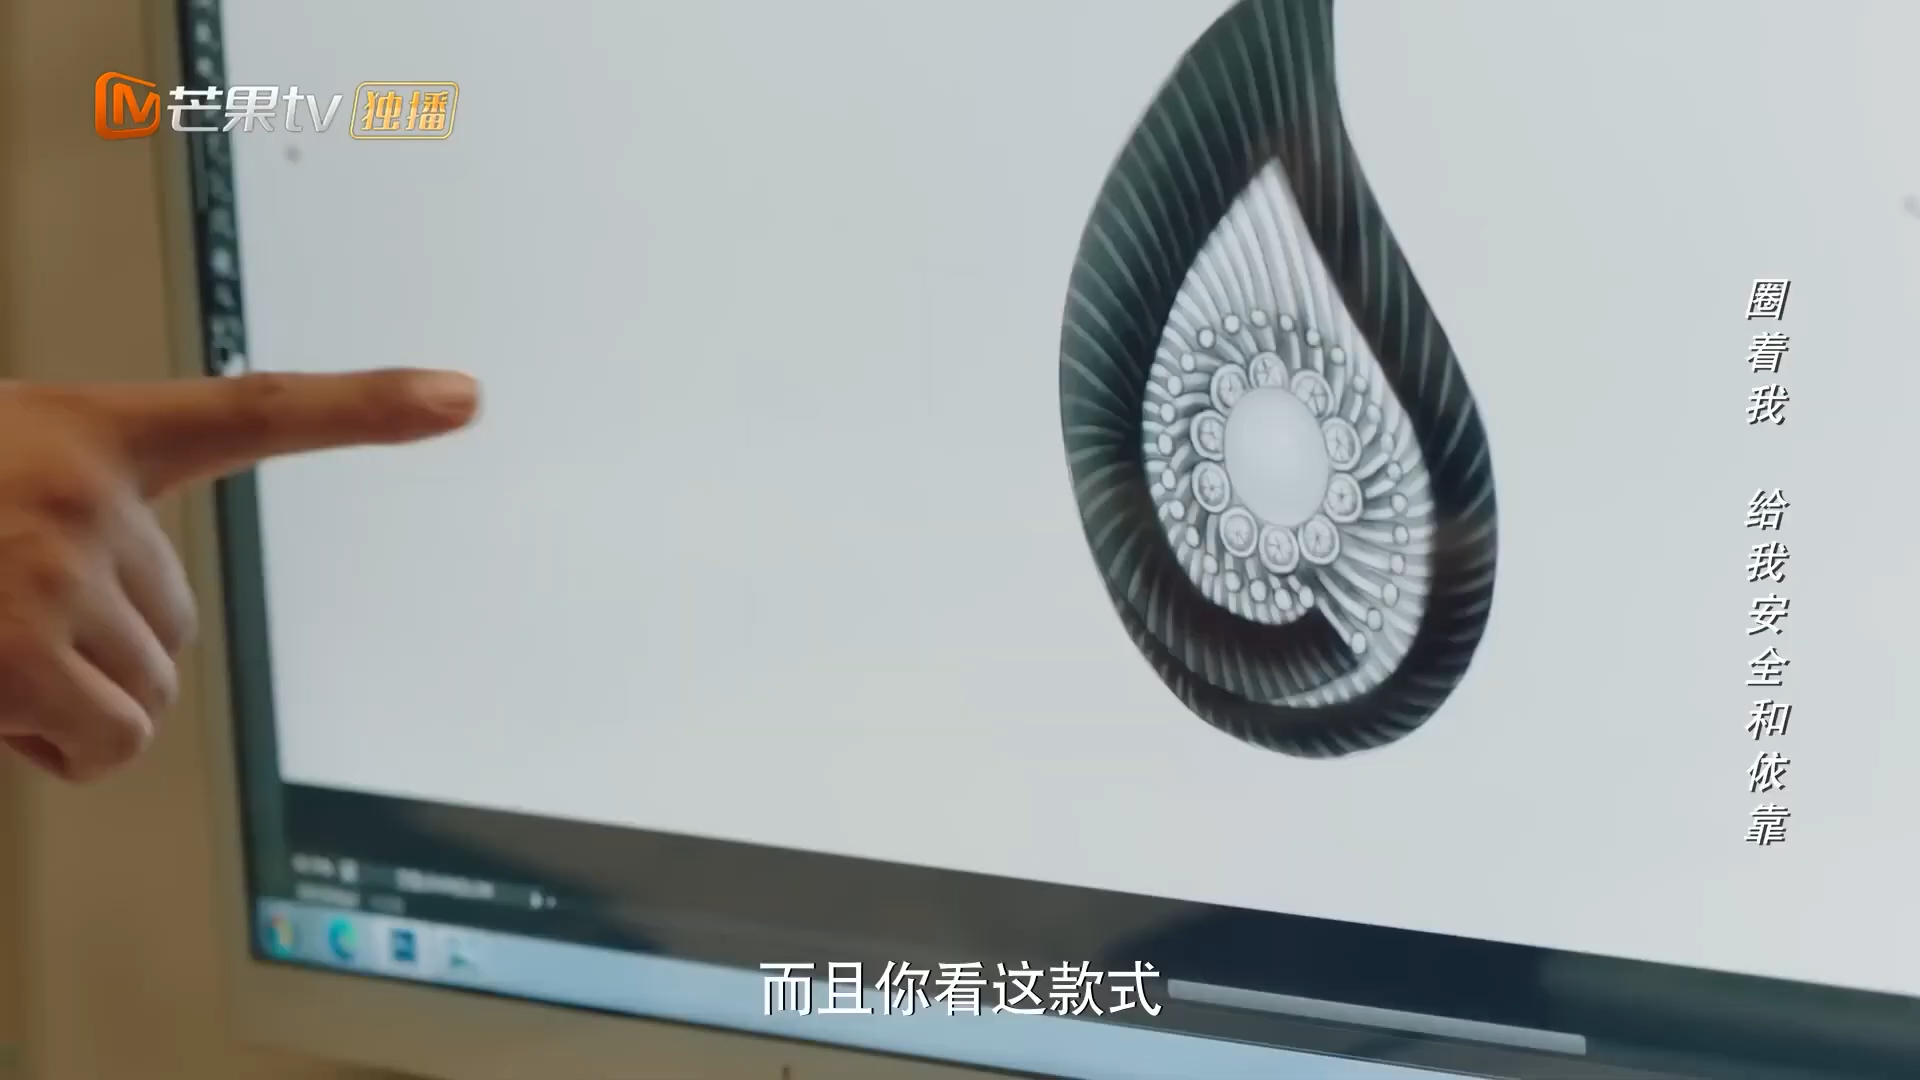 芒果tv 独播
圈着我 给我安全和依靠
而且你看这款式